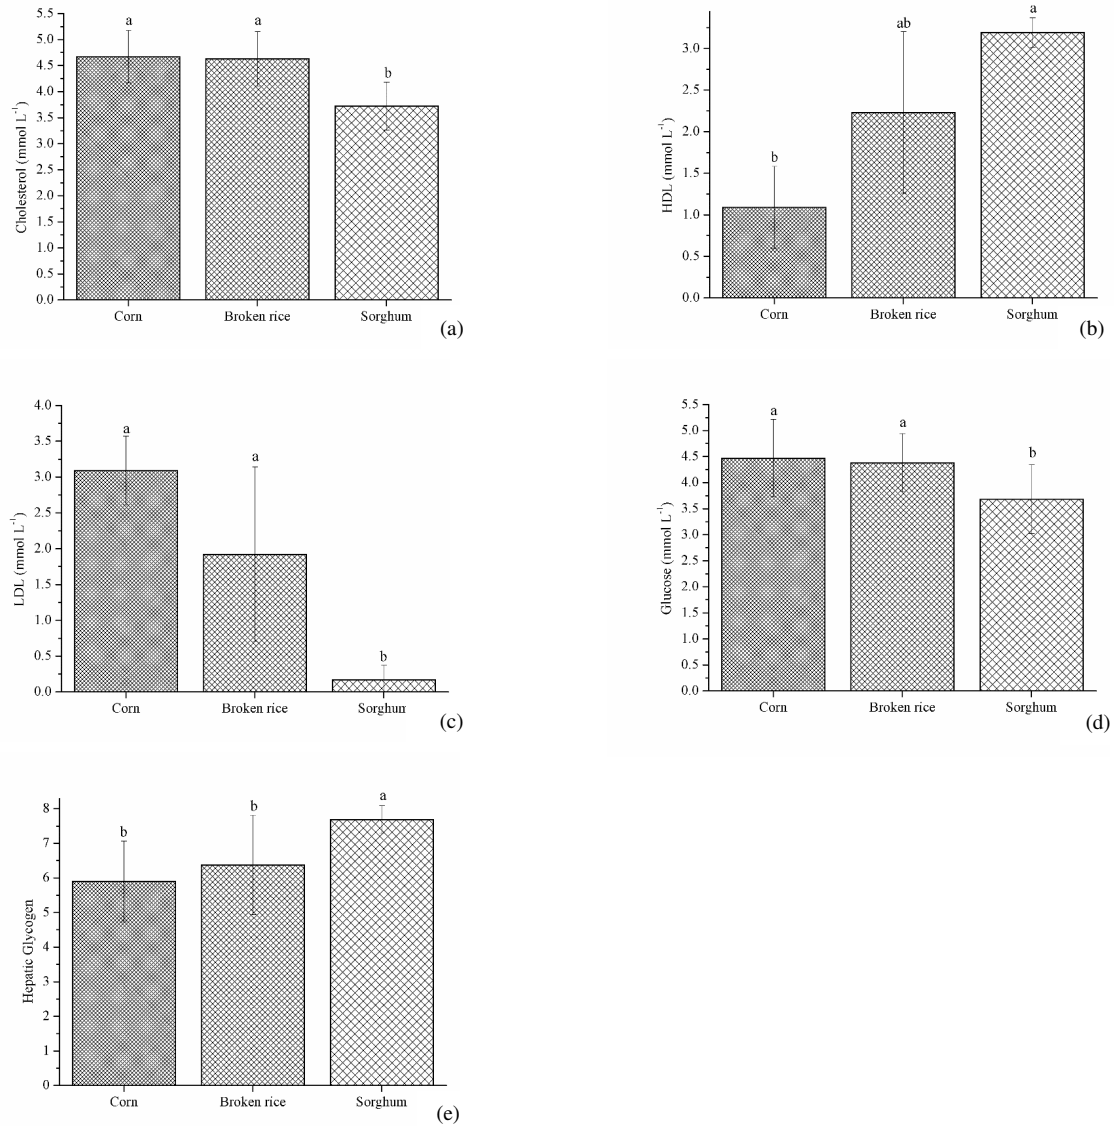 a
a
b
5.5
5.0
4.5
4.0
3.5
3.0
2.5
2.0
1.5
1.0
0.5
0.0
Cholesterol (mmol L⁻¹)
Corn
Broken rice
Sorghum
(a)
b
ab
a
3.0
2.5
2.0
1.5
1.0
0.5
0.0
HDL (mmol L⁻¹)
Corn
Broken rice
Sorghum
(b)
a
a
b
4.0
3.5
3.0
2.5
2.0
1.5
1.0
0.5
0.0
LDL (mmol L⁻¹)
Corn
Broken rice
Sorghum
(c)
a
a
b
5.5
5.0
4.5
4.0
3.5
3.0
2.5
2.0
1.5
1.0
0.5
0.0
Glucose (mmol L⁻¹)
Corn
Broken rice
Sorghum
(d)
b
b
a
8
7
6
5
4
3
2
1
0
Hepatic Glycogen
Corn
Broken rice
Sorghum
(e)